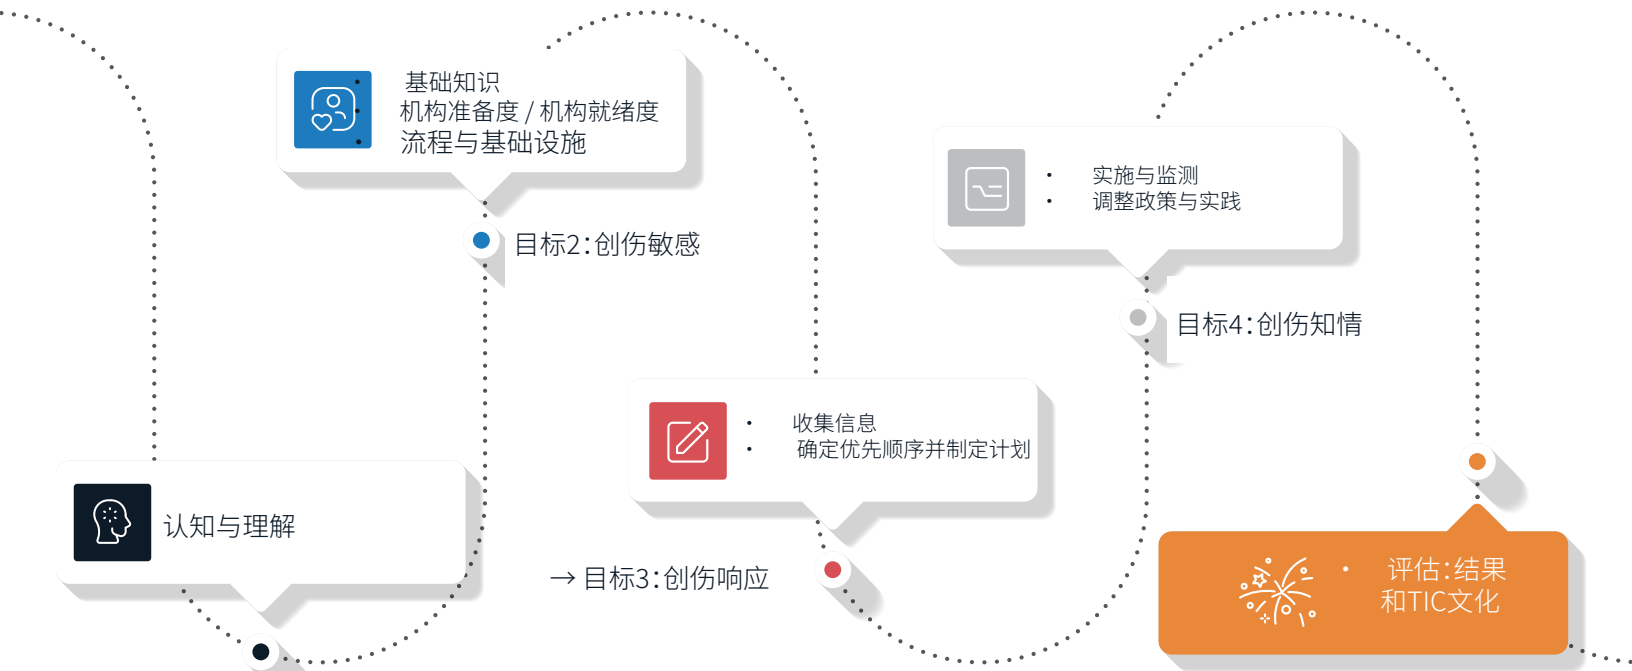 认知与理解
• 基础知识
• 机构准备度 / 机构就绪度
• 流程与基础设施
目标2：创伤敏感
• 收集信息
• 确定优先顺序并制定计划
→ 目标3：创伤响应
• 实施与监测
• 调整政策与实践
目标4：创伤知情
• 评估：结果
和TIC文化